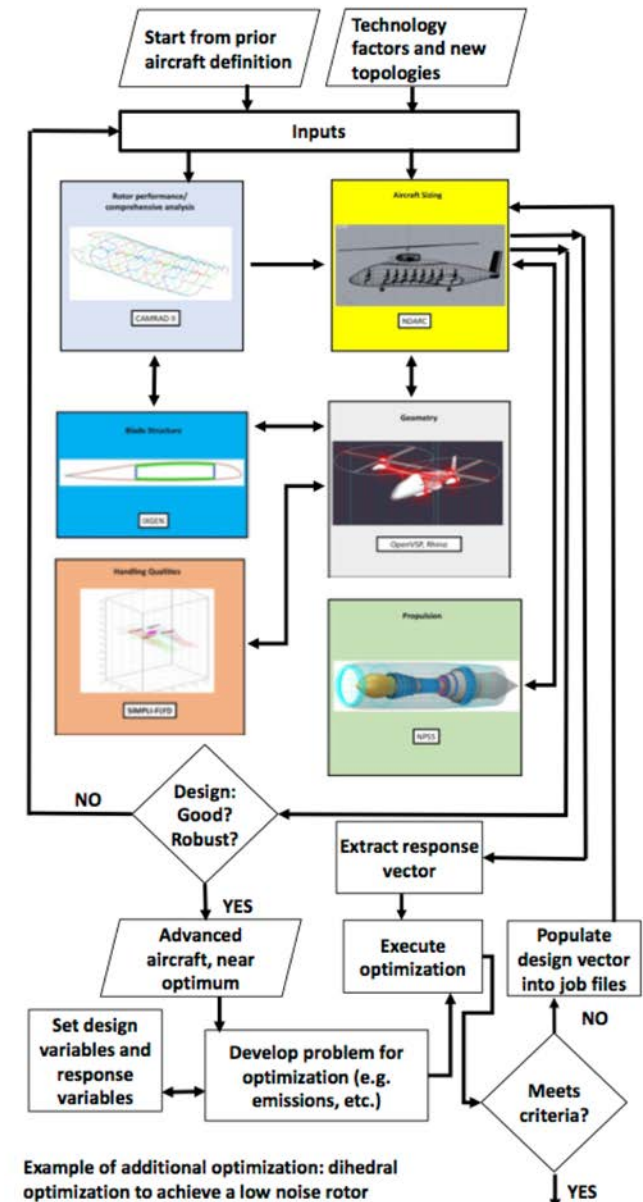 Start from prior
aircraft definition
Technology
factors and new
topologies
Inputs
Rotor performance/
comprehensive analysis
CAMRAD II
Aircraft Sizing
NDARC
Blade Structure
IXGEN
Geometry
OpenVSP, Rhino
Handling Qualities
SIMPLI-FLYD
Propulsion
NPSS
NO
Design:
Good?
Robust?
YES
Extract response
vector
Advanced
aircraft, near
optimum
Execute
optimization
Populate
design vector
into job files
NO
Set design
variables and
response
variables
Develop problem for
optimization (e.g.
emissions, etc.)
Meets
criteria?
YES
Example of additional optimization: dihedral
optimization to achieve a low noise rotor